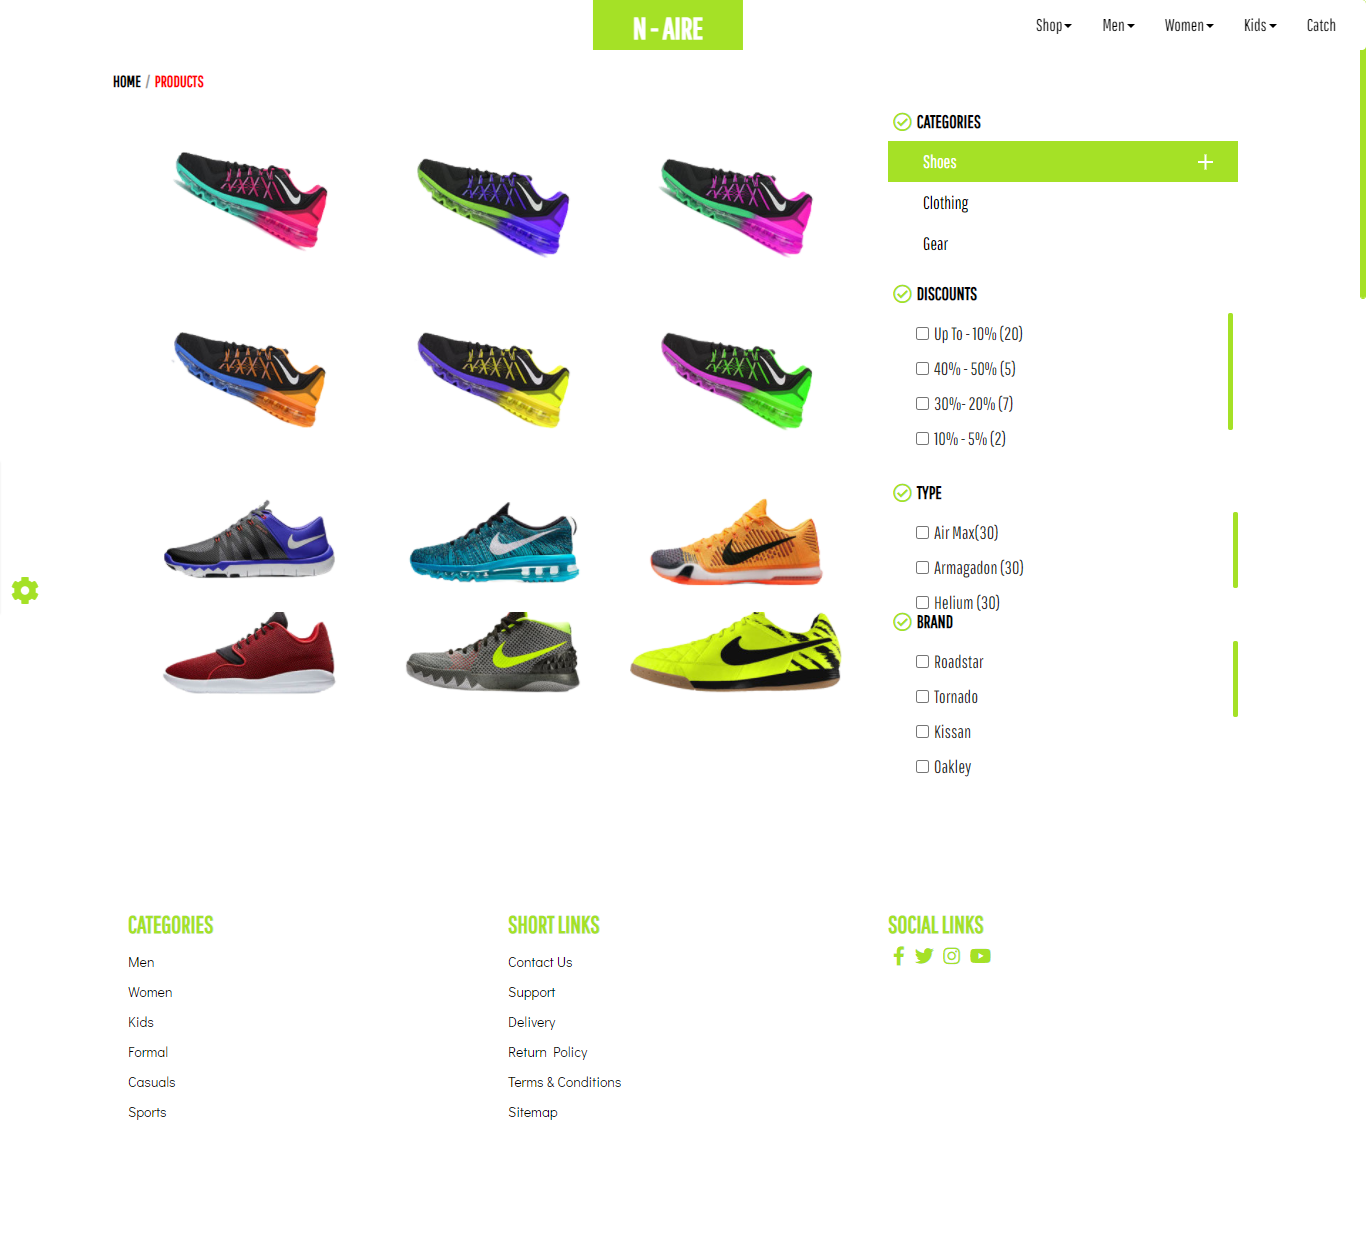 N - AIRE
Shop Men Women Kids Catch
HOME / PRODUCTS
CATEGORIES
Shoes
Clothing
Gear
DISCOUNTS
Up To - 10% (20)
40% - 50% (5)
30%- 20% (7)
10% - 5% (2)
TYPE
Air Max(30)
Armagadon (30)
Helium (30)
BRAND
Roadstar
Tornado
Kissan
Oakley
CATEGORIES
Men
Women
Kids
Formal
Casuals
Sports
SHORT LINKS
Contact Us
Support
Delivery
Return Policy
Terms & Conditions
Sitemap
SOCIAL LINKS